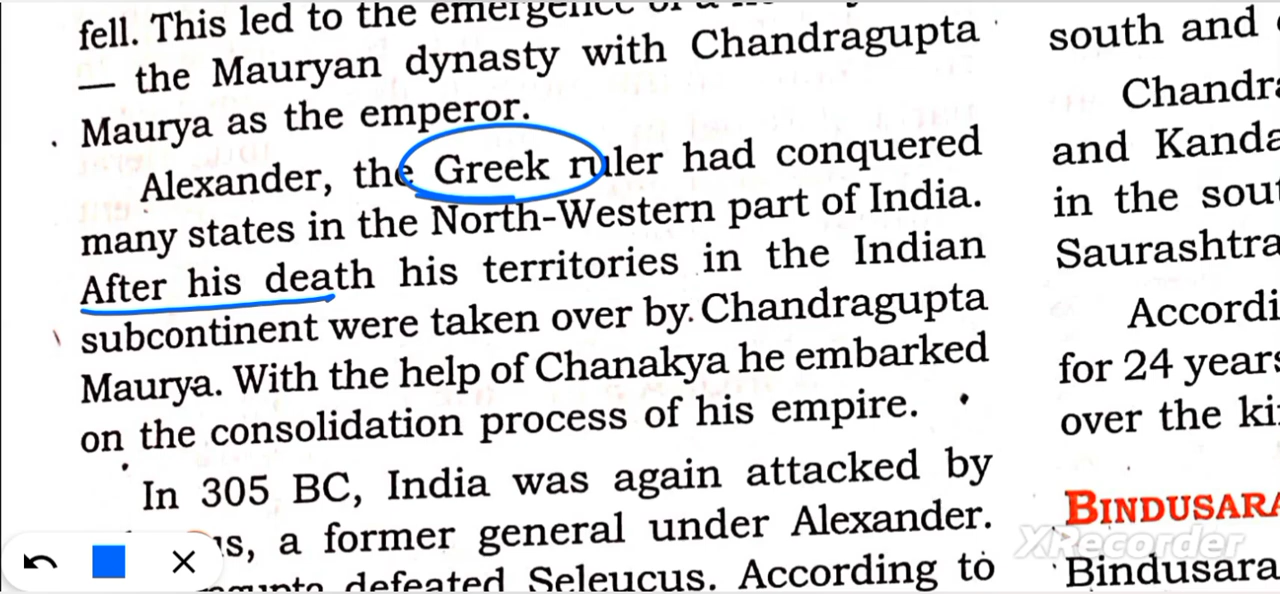 fell. This led to the emergence of a
— the Mauryan dynasty with Chandragupta
Maurya as the emperor.
Alexander, the Greek ruler had conquered
many states in the North-Western part of India.
After his death his territories in the Indian
subcontinent were taken over by Chandragupta
Maurya. With the help of Chanakya he embarked
on the consolidation process of his empire.
In 305 BC, India was again attacked by
a former general under Alexander.
defeated Seleucus. According to
south and
Chandra
and Kanda
in the sou
Saurashtra
Accordi
for 24 years
over the ki
BINDUSARA
XRecorder
Bindusara